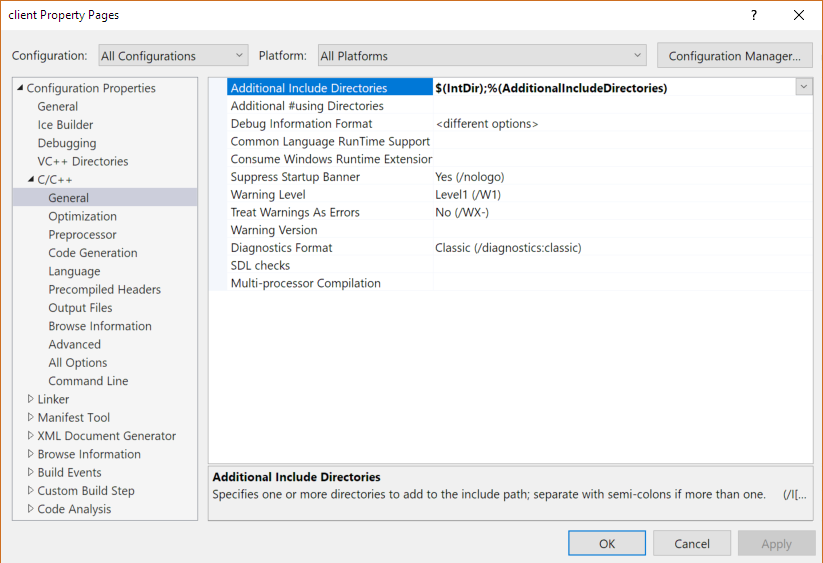 client Property Pages
Configuration: All Configurations Platform: All Platforms Configuration Manager...
Configuration Properties
General
Ice Builder
Debugging
VC++ Directories
C/C++
General
Optimization
Preprocessor
Code Generation
Language
Precompiled Headers
Output Files
Browse Information
Advanced
All Options
Command Line
Linker
Manifest Tool
XML Document Generator
Browse Information
Build Events
Custom Build Step
Code Analysis
Additional Include Directories $(IntDir);%(AdditionalIncludeDirectories)
Additional #using Directories
Debug Information Format <different options>
Common Language RunTime Support
Consume Windows Runtime Extension
Suppress Startup Banner Yes (/nologo)
Warning Level Level1 (/W1)
Treat Warnings As Errors No (/WX-)
Warning Version
Diagnostics Format Classic (/diagnostics:classic)
SDL checks
Multi-processor Compilation
Additional Include Directories
Specifies one or more directories to add to the include path; separate with semi-colons if more than one. (/I[...
OK Cancel Apply